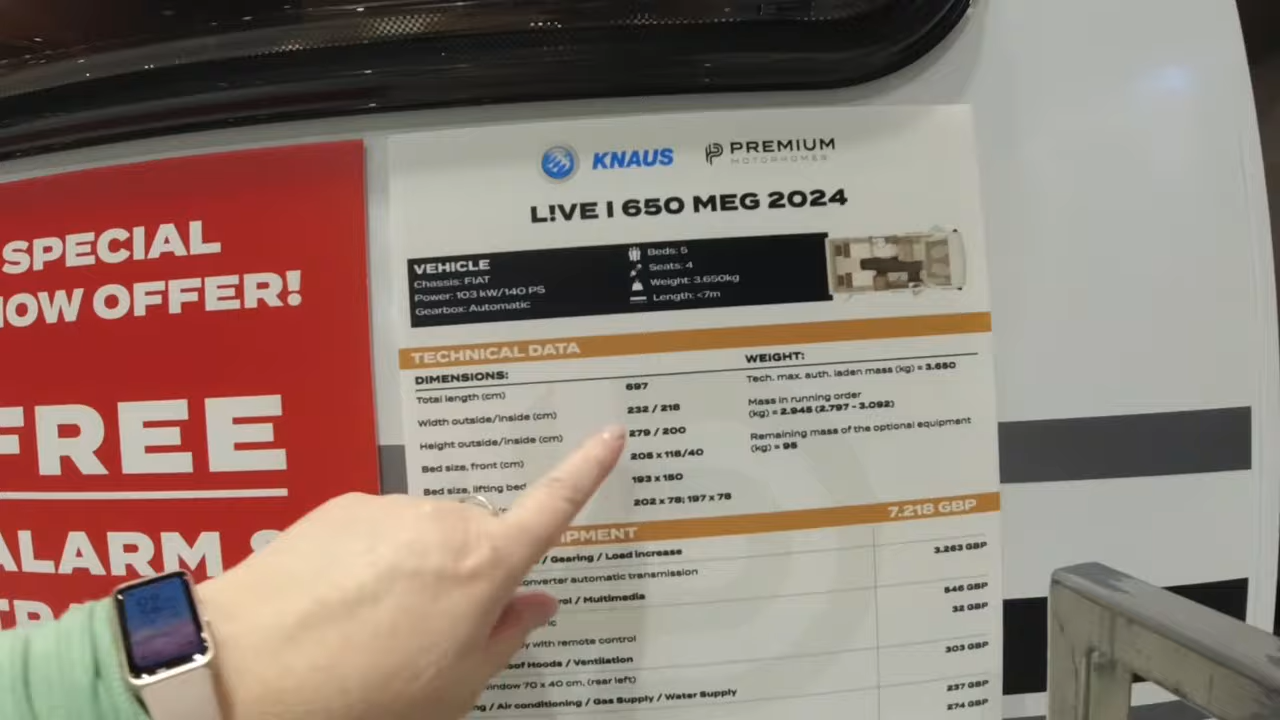 SPECIAL
OW OFFER!
FREE
ALARM
KNAUS
PREMIUM
MOTORHOMES
L!VE I 650 MEG 2024
VEHICLE
Chassis: FIAT
Power: 103 kW/140 PS
Gearbox: Automatic
Beds: 5
Seats: 4
Weight: 3.650kg
Length: <7m
TECHNICAL DATA
DIMENSIONS:
Total length (cm) 697
Width outside/inside (cm) 232 / 218
Height outside/inside (cm) 279 / 200
Bed size, front (cm) 205 x 118/40
Bed size, lifting bed 193 x 150
202 x 78; 197 x 78
WEIGHT:
Tech. max. auth. laden mass (kg) = 3.650
Mass in running order
(kg) = 2.945 (2.797 - 3.092)
Remaining mass of the optional equipment
(kg) = 95
IPMENT 7.218 GBP
/ Gearing / Load increase 3.263 GBP
converter automatic transmission
rol / Multimedia 546 GBP
ic 32 GBP
y with remote control
oof Hoods / Ventilation 303 GBP
window 70 x 40 cm, (rear left)
ng / Air conditioning / Gas Supply / Water Supply 237 GBP
274 GBP